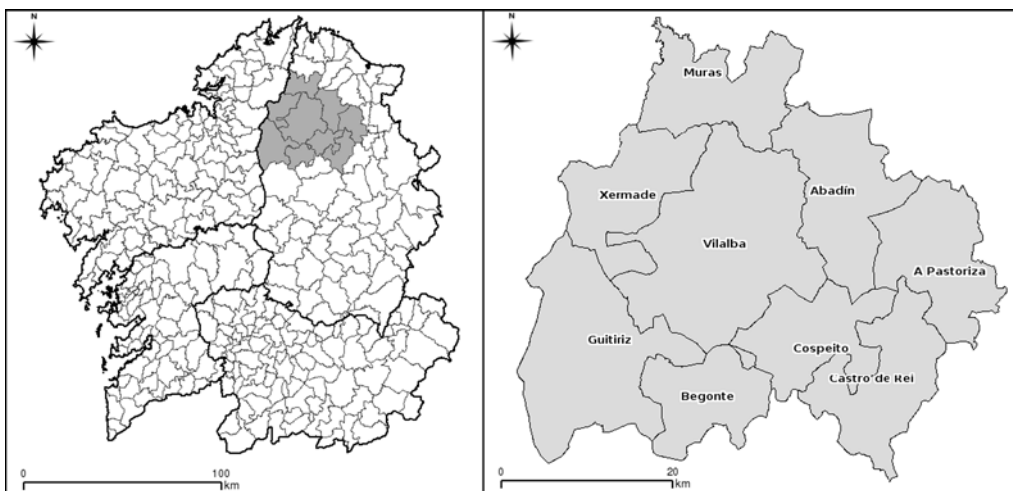 N
0
100
km
N
Muras
Xermade
Abadín
Vilalba
A Pastoriza
Guitiriz
Cospeito
Castro de Rei
Begonte
0
20
km